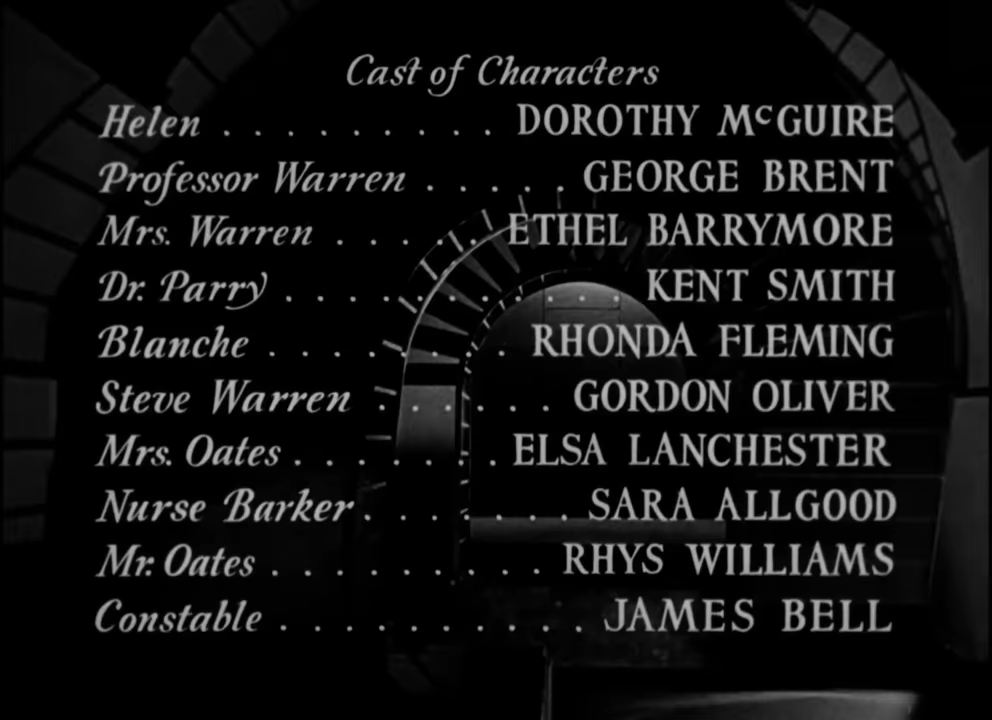 Cast of Characters
Helen . . . . . . . . . DOROTHY McGUIRE
Professor Warren . . . . . GEORGE BRENT
Mrs. Warren . . . . . ETHEL BARRYMORE
Dr. Parry . . . . . . . . . . . KENT SMITH
Blanche . . . . . . . . RHONDA FLEMING
Steve Warren . . . . . . GORDON OLIVER
Mrs. Oates . . . . . . . ELSA LANCHESTER
Nurse Barker . . . . . . . SARA ALLGOOD
Mr. Oates . . . . . . . . . RHYS WILLIAMS
Constable . . . . . . . . . . JAMES BELL